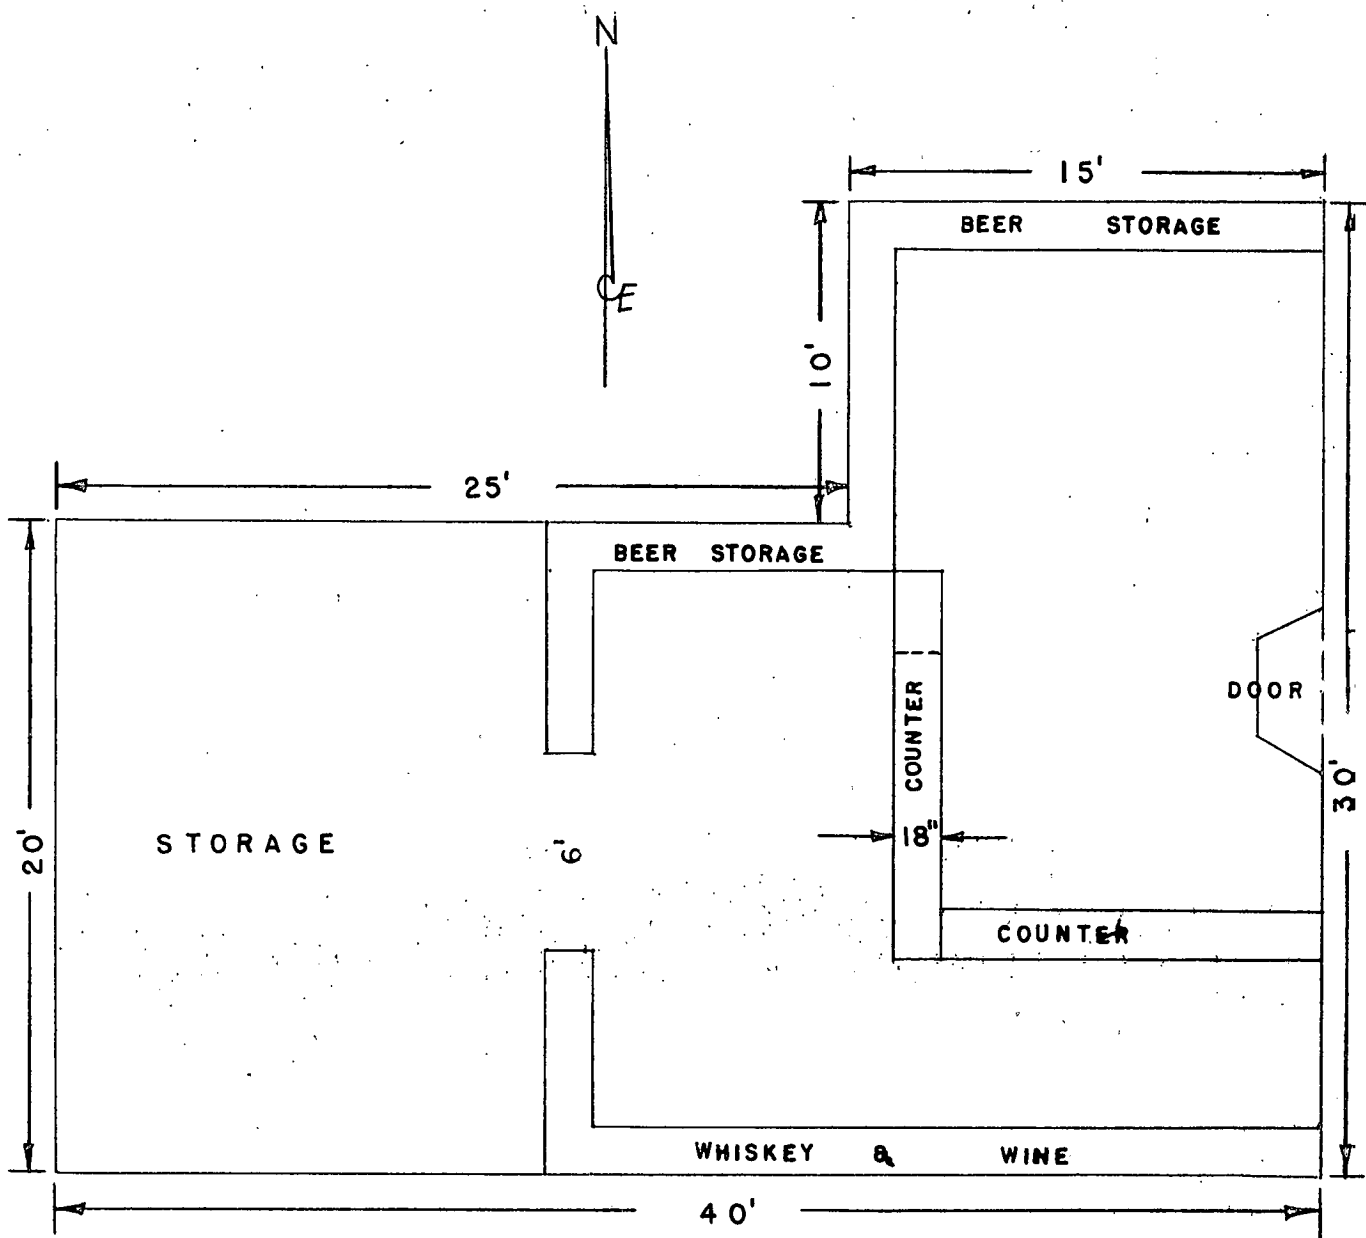 N
E
15'
BEER STORAGE
10'
25'
BEER STORAGE
COUNTER
DOOR
30'
20'
STORAGE
6'
18"
COUNTER
WHISKEY & WINE
40'